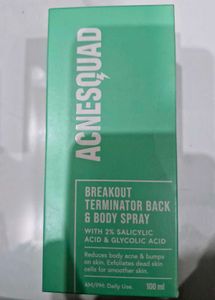 ACNESQUAD
BREAKOUT
TERMINATOR BACK
& BODY SPRAY
WITH 2% SALICYLIC
ACID & GLYCOLIC ACID
Reduces body acne & bumps
on skin. Exfoliates dead skin
cells for smoother skin.
AM/PM: Daily Use.
100 ml